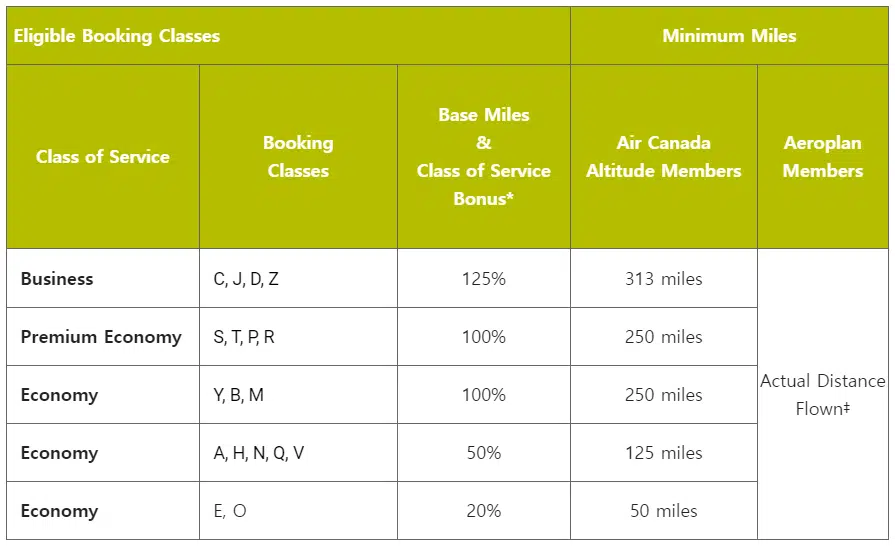 Eligible Booking Classes
Minimum Miles
Class of Service
Booking
Classes
Base Miles
&
Class of Service
Bonus*
Air Canada
Altitude Members
Aeroplan
Members
Business
C, J, D, Z
125%
313 miles
Premium Economy
S, T, P, R
100%
250 miles
Economy
Y, B, M
100%
250 miles
Economy
A, H, N, Q, V
50%
125 miles
Economy
E, O
20%
50 miles
Actual Distance
Flown‡